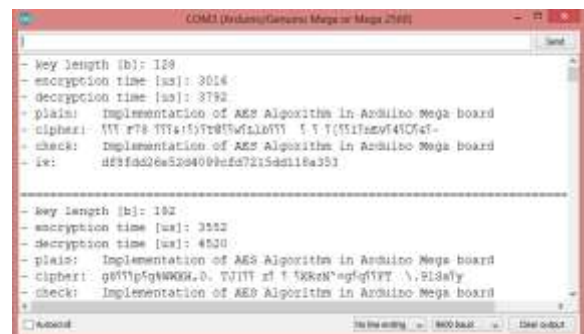 COM3 (Arduino/Genuino Mega or Mega 2560)
Send
- key length [b]: 128
- encryption time [us]: 3016
- decryption time [us]: 3792
- plain: Implementation of AES Algorithm in Arduino Mega board
- cipher:
- check: Implementation of AES Algorithm in Arduino Mega board
- iv:
- key length [b]: 192
- encryption time [us]: 3552
- decryption time [us]: 4520
- plain: Implementation of AES Algorithm in Arduino Mega board
- cipher:
- check: Implementation of AES Algorithm in Arduino Mega board
Autoscroll
No line ending
9600 baud
Clear output